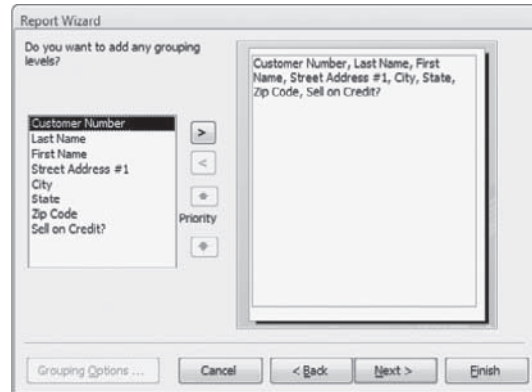 Report Wizard
Do you want to add any grouping
levels?
Customer Number
Last Name
First Name
Street Address #1
City
State
Zip Code
Sell on Credit?
>
<
Priority
Customer Number, Last Name, First
Name, Street Address #1, City, State,
Zip Code, Sell on Credit?
Grouping Options ...
Cancel
< Back
Next >
Finish